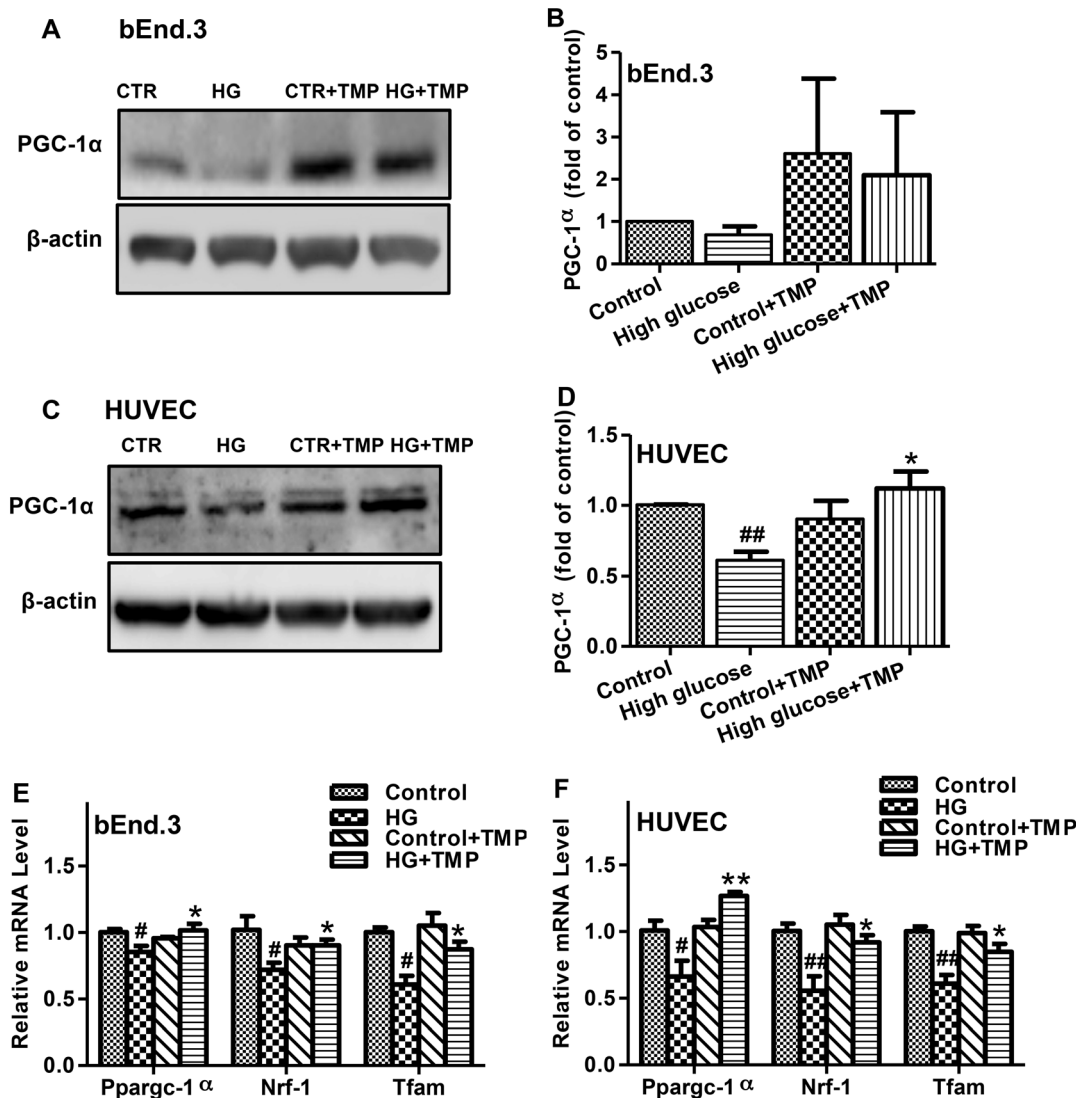 A bEnd.3
CTR HG CTR+TMP HG+TMP
PGC-1α
β-actin
B
bEnd.3
PGC-1α (fold of control)
5
4
3
2
1
0
Control
High glucose
Control+TMP
High glucose+TMP
C HUVEC
CTR HG CTR+TMP HG+TMP
PGC-1α
β-actin
D
HUVEC
PGC-1α (fold of control)
1.5
1.0
0.5
0.0
##
*
Control
High glucose
Control+TMP
High glucose+TMP
E
bEnd.3
Control
HG
Control+TMP
HG+TMP
Relative mRNA Level
1.5
1.0
0.5
0.0
# * # * # *
Ppargc-1 α Nrf-1 Tfam
F
HUVEC
Control
HG
Control+TMP
HG+TMP
Relative mRNA Level
1.5
1.0
0.5
0.0
# ** ## * ## *
Ppargc-1 α Nrf-1 Tfam